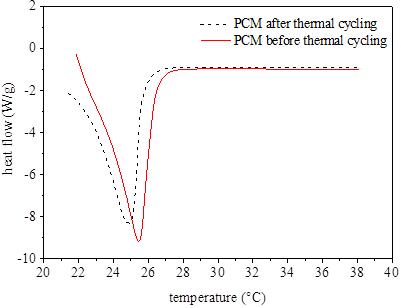 2
PCM after thermal cycling
PCM before thermal cycling
0
-2
-4
-6
-8
-10
heat flow (W/g)
20 22 24 26 28 30 32 34 36 38 40
temperature (°C)